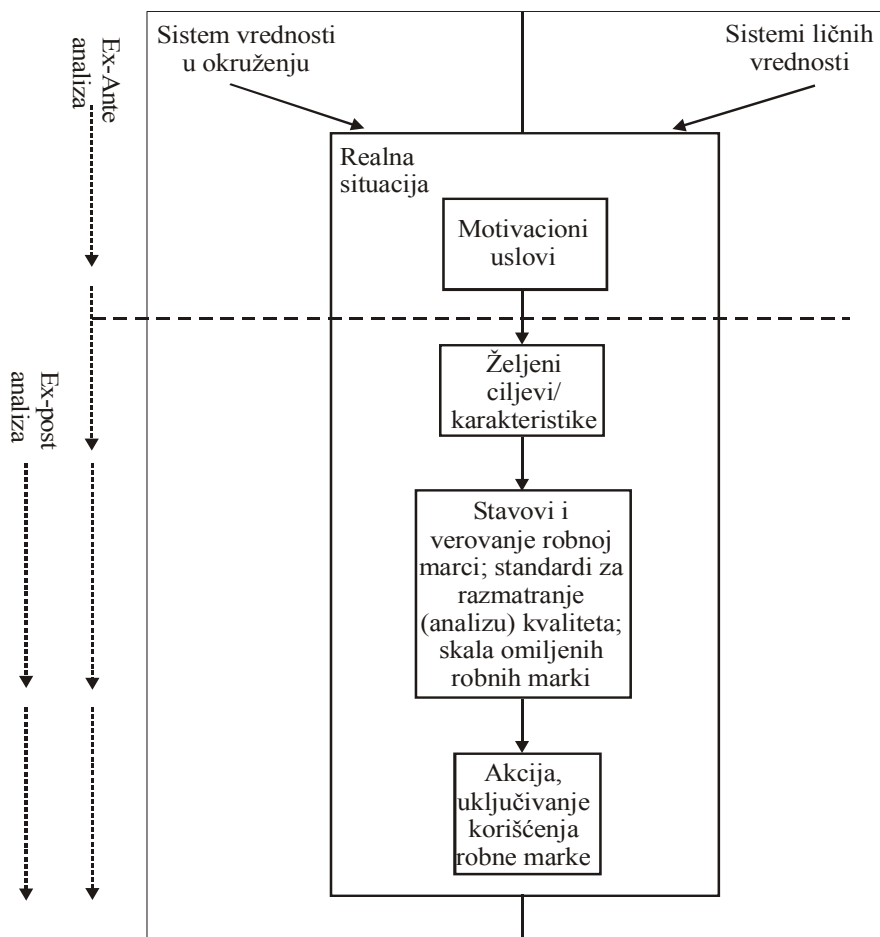 Ex-Ante
analiza
Sistem vrednosti
u okruženju
Sistemi ličnih
vrednosti
Realna
situacija
Motivacioni
uslovi
Željeni
ciljevi/
karakteristike
Ex-post
analiza
Stavovi i
verovanje robnoj
marci; standardi za
razmatranje
(analizu) kvaliteta;
skala omiljenih
robnih marki
Akcija,
uključivanje
korišćenja
robne marke